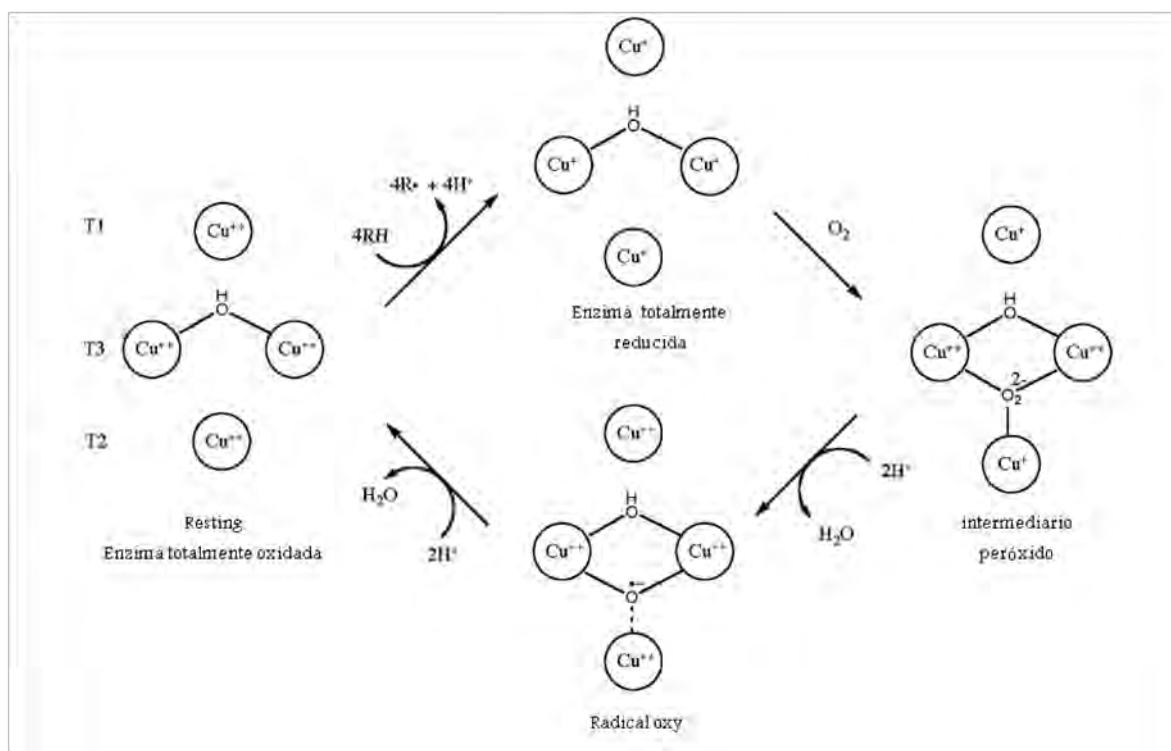 Cu⁺
H
O
Cu⁺ Cu⁺
4R• + 4H⁺
4RH
T1 Cu⁺⁺
O₂
Cu⁺
Cu⁺
H
O
Enzima totalmente
reducida
H
O
T3 Cu⁺⁺ Cu⁺⁺
Cu⁺⁺ Cu⁺⁺
2-
O₂
T2 Cu⁺⁺
Cu⁺⁺
Cu⁺
2H⁺
H₂O
H₂O
2H⁺
H
O
Resting
Enzima totalmente oxidada
intermediario
peróxido
Cu⁺⁺ Cu⁺⁺
•−
O
Cu⁺⁺
Radical oxy